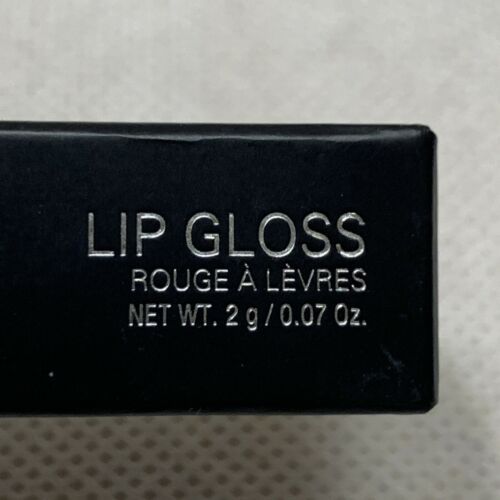 LIP GLOSS
ROUGE À LÈVRES
NET WT. 2 g / 0.07 Oz.